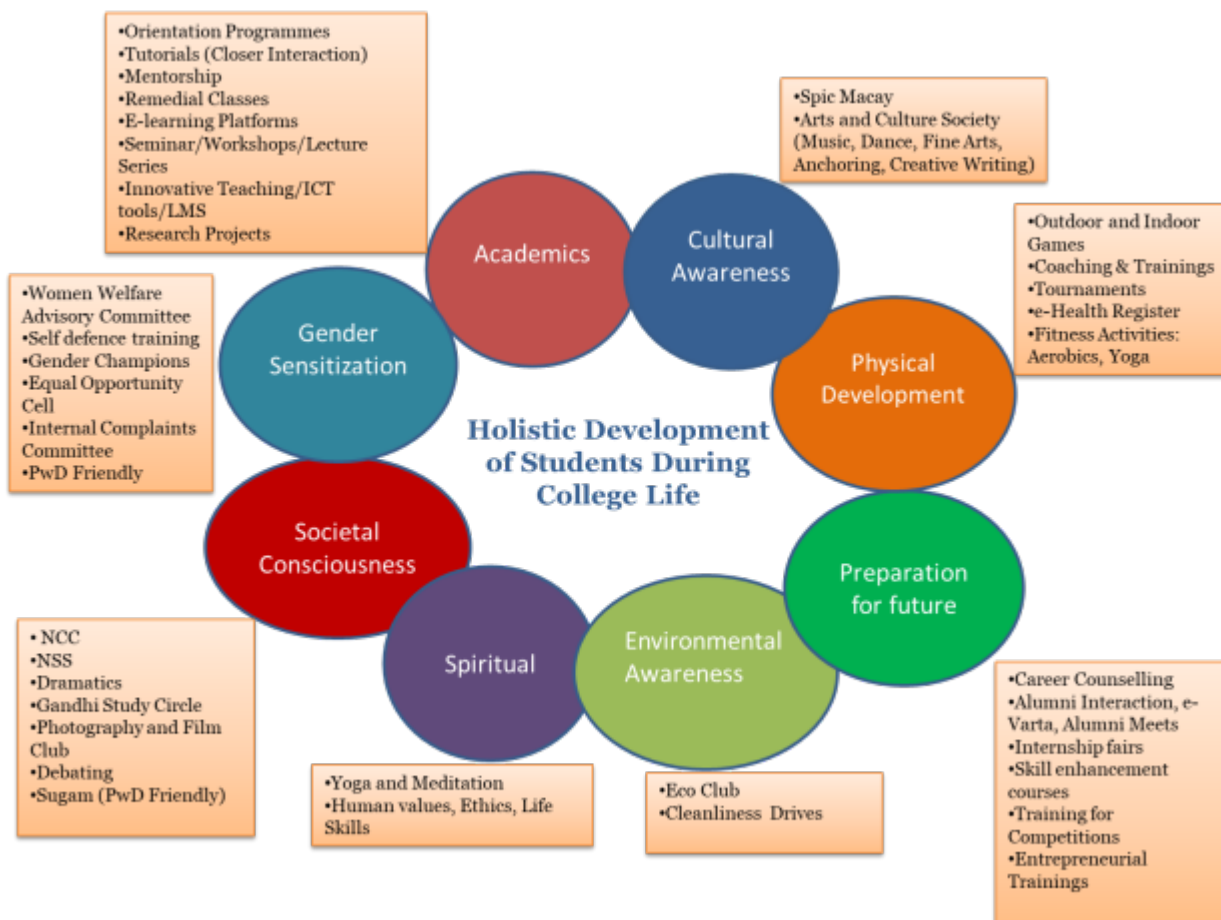 •Orientation Programmes
•Tutorials (Closer Interaction)
•Mentorship
•Remedial Classes
•E-learning Platforms
•Seminar/Workshops/Lecture
Series
•Innovative Teaching/ICT
tools/LMS
•Research Projects
•Spic Macay
•Arts and Culture Society
(Music, Dance, Fine Arts,
Anchoring, Creative Writing)
Academics
Cultural
Awareness
•Outdoor and Indoor
Games
•Coaching & Trainings
•Tournaments
•e-Health Register
•Fitness Activities:
Aerobics, Yoga
•Women Welfare
Advisory Committee
•Self defence training
•Gender Champions
•Equal Opportunity
Cell
•Internal Complaints
Committee
•PwD Friendly
Gender
Sensitization
Physical
Development
Holistic Development
of Students During
College Life
Societal
Consciousness
Preparation
for future
Spiritual
Environmental
Awareness
• NCC
•NSS
•Dramatics
•Gandhi Study Circle
•Photography and Film
Club
•Debating
•Sugam (PwD Friendly)
•Yoga and Meditation
•Human values, Ethics, Life
Skills
•Eco Club
•Cleanliness Drives
•Career Counselling
•Alumni Interaction, e-
Varta, Alumni Meets
•Internship fairs
•Skill enhancement
courses
•Training for
Competitions
•Entrepreneurial
Trainings